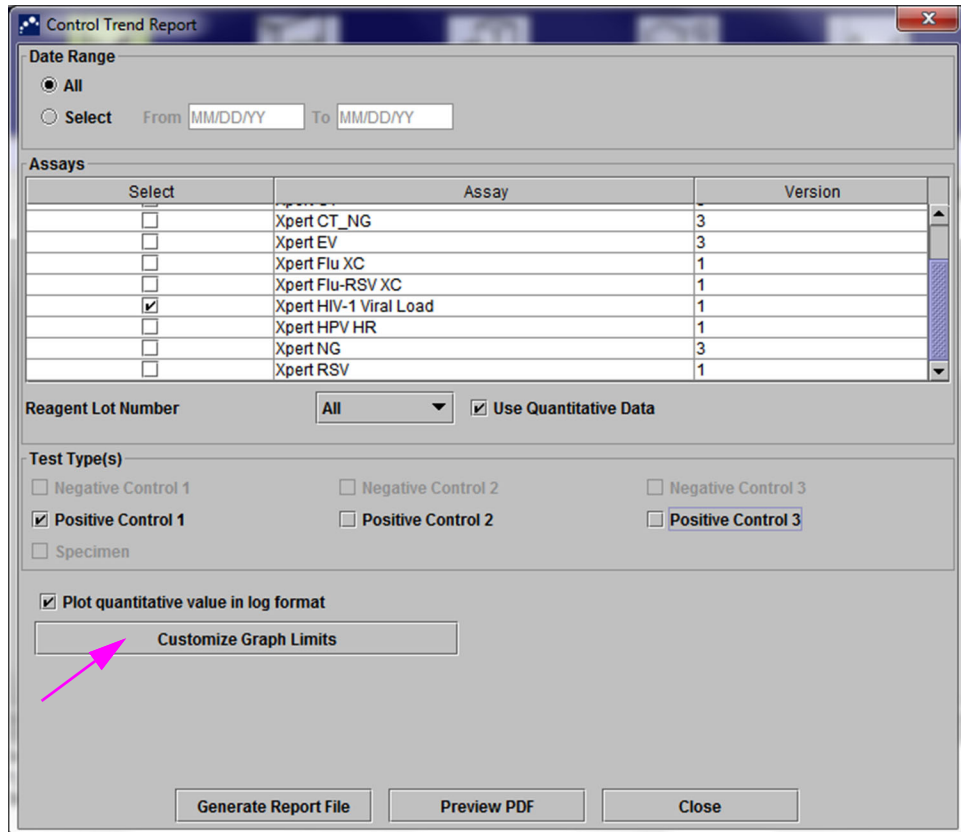 Control Trend Report
Date Range
All
Select From MM/DD/YY To MM/DD/YY
Assays
Select Assay Version
Xpert CT_NG 3
Xpert EV 3
Xpert Flu XC 1
Xpert Flu-RSV XC 1
Xpert HIV-1 Viral Load 1
Xpert HPV HR 1
Xpert NG 3
Xpert RSV 1
Reagent Lot Number All Use Quantitative Data
Test Type(s)
Negative Control 1 Negative Control 2 Negative Control 3
Positive Control 1 Positive Control 2 Positive Control 3
Specimen
Plot quantitative value in log format
Customize Graph Limits
Generate Report File Preview PDF Close